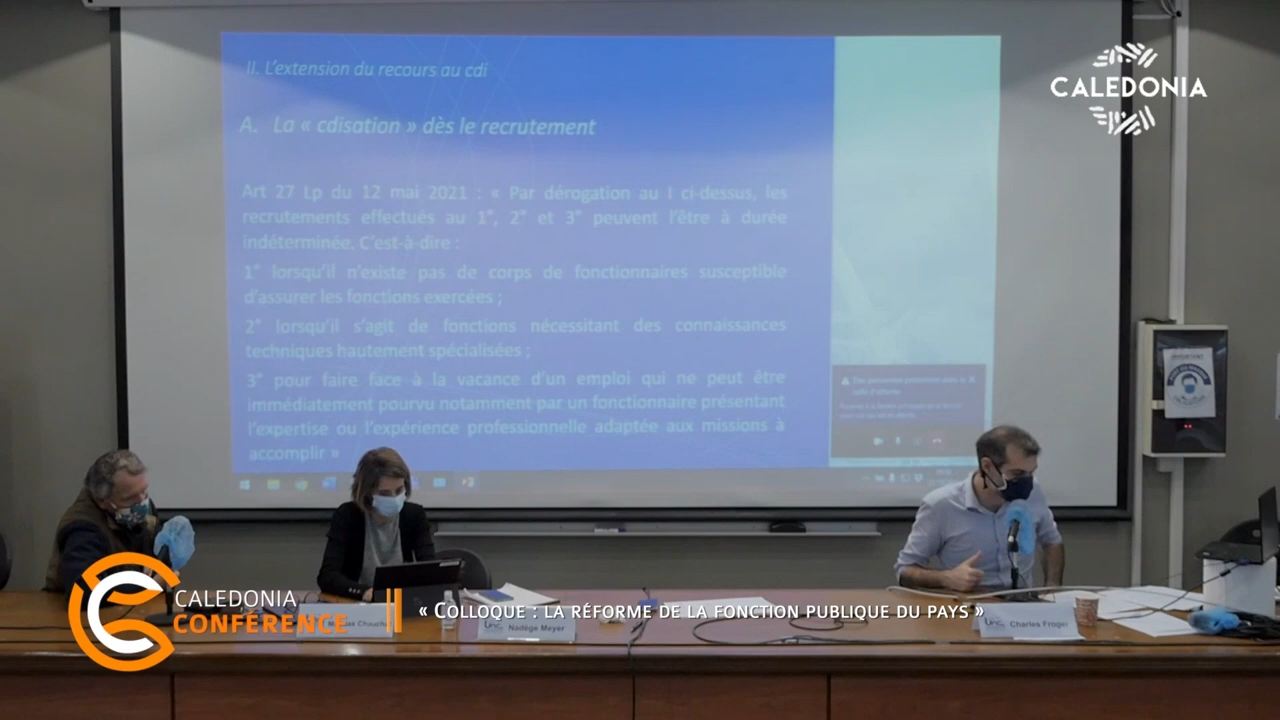 II. L'extension du recours au cdi
A. La « cdisation » dès le recrutement
Art 27 Lp du 12 mai 2021 : « Par dérogation au I ci-dessus, les
recrutements effectués au 1°, 2° et 3° peuvent l'être à durée
indéterminée. C'est-à-dire :
1° lorsqu'il n'existe pas de corps de fonctionnaires susceptible
d'assurer les fonctions exercées ;
2° lorsqu'il s'agit de fonctions nécessitant des connaissances
techniques hautement spécialisées ;
3° pour faire face à la vacance d'un emploi qui ne peut être
immédiatement pourvu notamment par un fonctionnaire présentant
l'expertise ou l'expérience professionnelle adaptée aux missions à
accomplir »
CALEDONIA
CALEDONIA
CONFÉRENCE
« Colloque : la réforme de la fonction publique du pays »
Nadège Meyer
Charles Froger